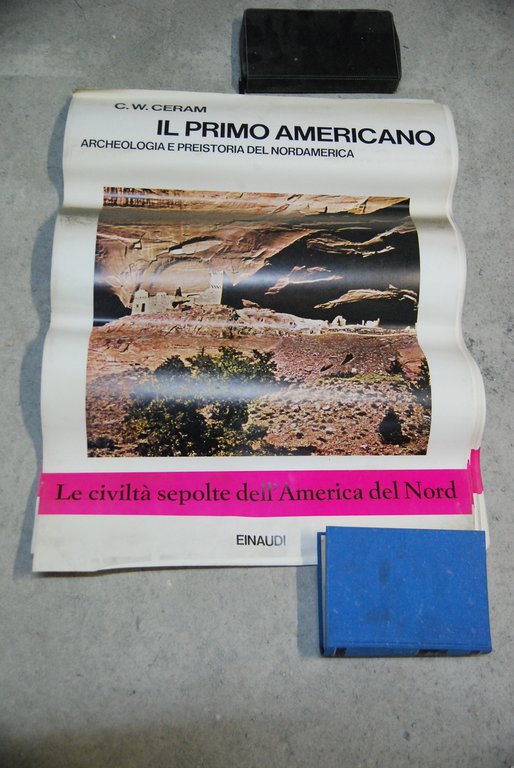 C. W. CERAM
IL PRIMO AMERICANO
ARCHEOLOGIA E PREISTORIA DEL NORDAMERICA
Le civiltà sepolte dell'America del Nord
EINAUDI